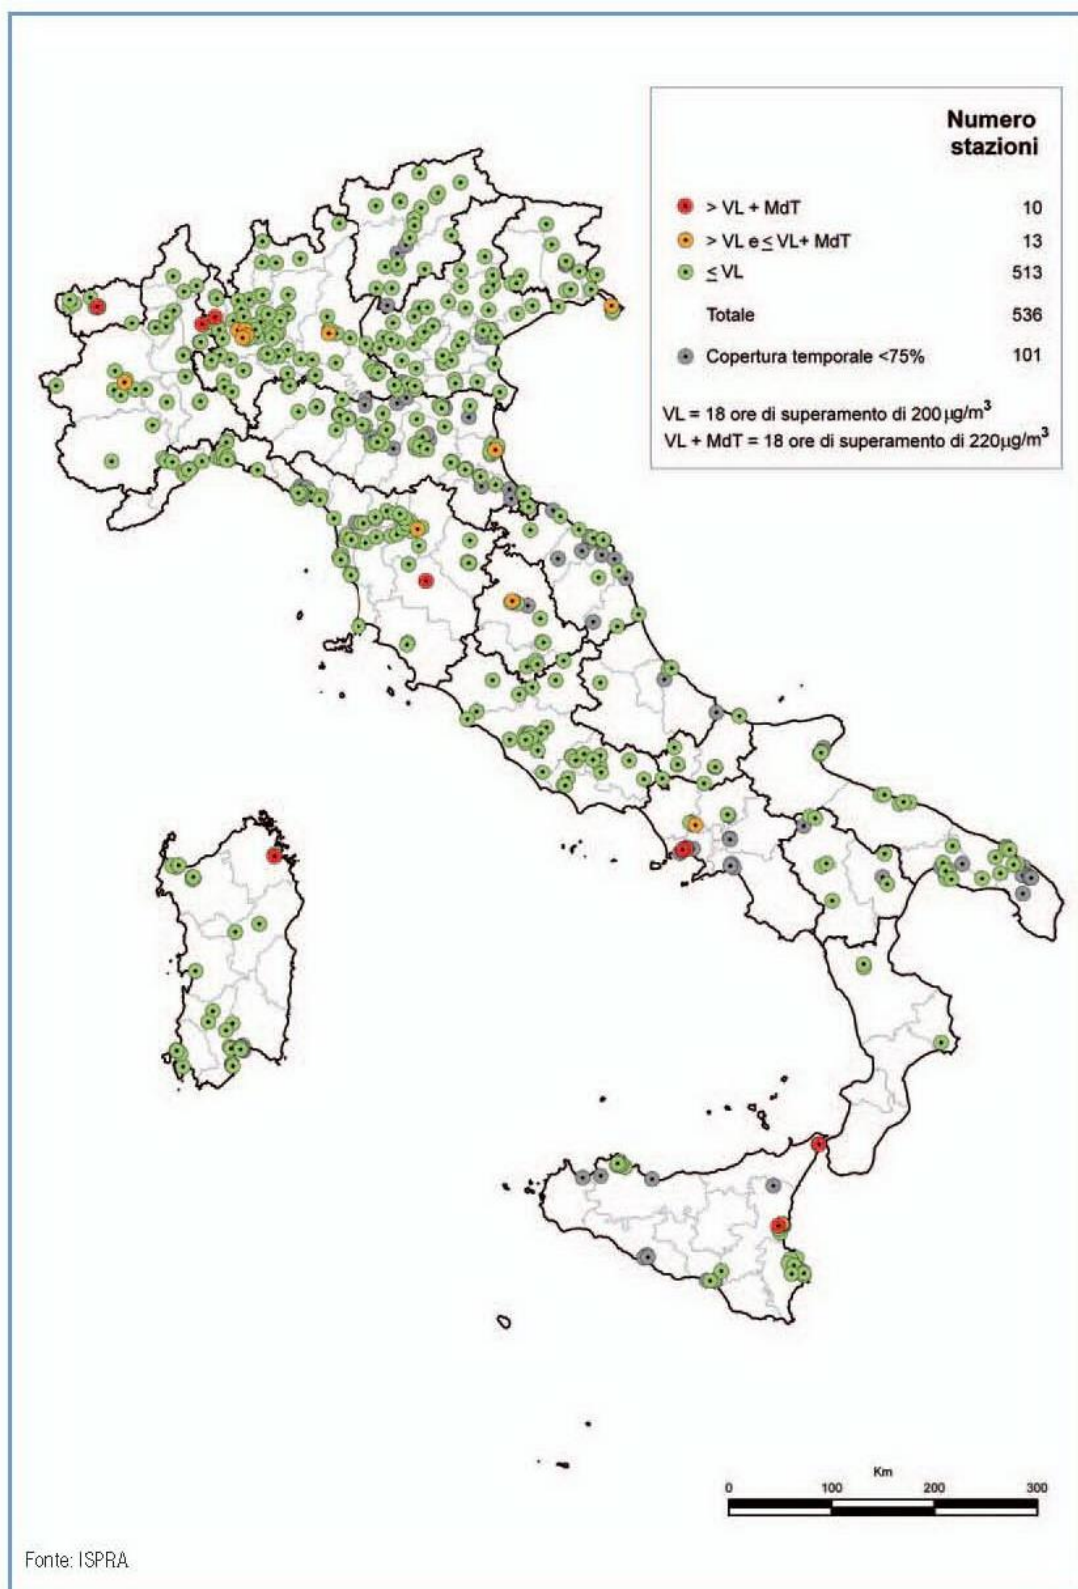 Numero
stazioni
> VL + MdT 10
> VL e ≤ VL+ MdT 13
≤ VL 513
Totale 536
Copertura temporale <75% 101
VL = 18 ore di superamento di 200 µg/m³
VL + MdT = 18 ore di superamento di 220µg/m³
Km
0 100 200 300
Fonte: ISPRA